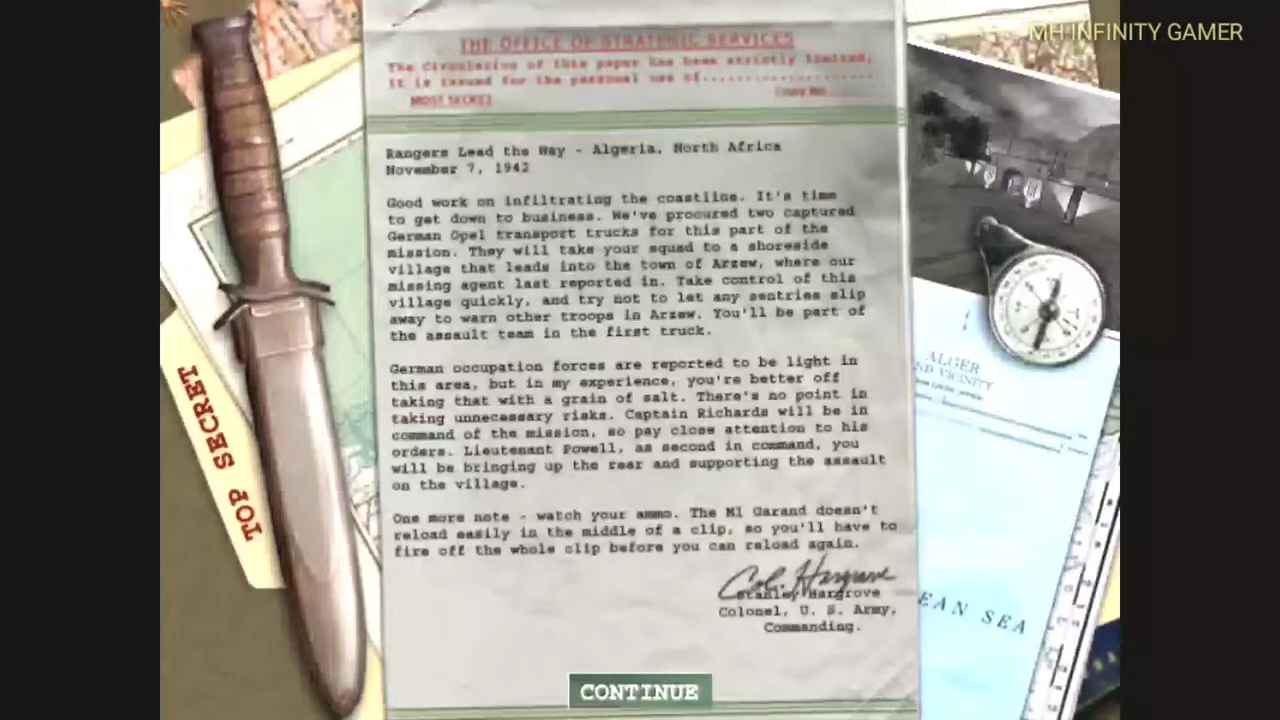 MH INFINITY GAMER
THE OFFICE OF STRATEGIC SERVICES
The Circulation of this paper has been strictly limited,
it is issued for the personal use of......................
MOST SECRET
Copy No.
Rangers Lead the Way - Algeria, North Africa
November 7, 1942
Good work on infiltrating the coastline. It's time
to get down to business. We've procured two captured
German Opel transport trucks for this part of the
mission. They will take your squad to a shoreside
village that leads into the town of Arzew, where our
missing agent last reported in. Take control of this
village quickly, and try not to let any sentries slip
away to warn other troops in Arzew. You'll be part of
the assault team in the first truck.
German occupation forces are reported to be light in
this area, but in my experience, you're better off
taking that with a grain of salt. There's no point in
taking unnecessary risks. Captain Richards will be in
command of the mission, so pay close attention to his
orders. Lieutenant Powell, as second in command, you
will be bringing up the rear and supporting the assault
on the village.
One more note - watch your ammo. The M1 Garand doesn't
reload easily in the middle of a clip, so you'll have to
fire off the whole clip before you can reload again.
Col. Hargrove
Stanley Hargrove
Colonel, U. S. Army,
Commanding.
CONTINUE
TOP SECRET
ALGER
ND VICINITY
EAN SEA